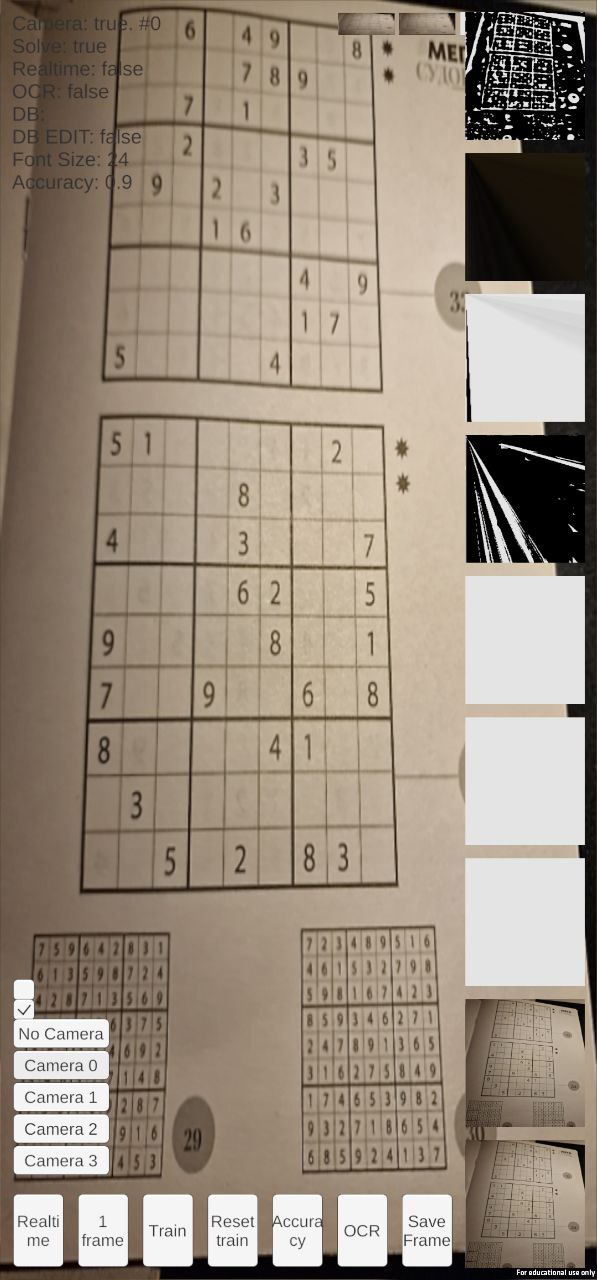 Camera: true. #0
Solve: true
Realtime: false
OCR: false
DB:
DB EDIT: false
Font Size: 24
Accuracy: 0.9
6 4 9 8
7 8 9
7 1
2 3 5
9 2 3
1 6
4 9
1 7
5 4
33
5 1 2
8
4 3 7
6 2 5
9 8 1
7 9 6 8
8 4 1
3
5 2 8 3
7 5 9 6 4 2 8 3 1
6 1 3 5 9 8 7 2 4
4 2 8 7 1 3 5 6 9
6 3 7 5
4 6 9 2
7 1 4 8
2 8 7
9 1 6
4 5 3
29
7 2 3 4 8 9 5 1 6
4 6 1 5 3 2 7 9 8
5 9 8 1 6 7 4 2 3
8 5 9 3 4 6 2 7 1
2 4 7 8 9 1 3 6 5
3 1 6 2 7 5 8 4 9
1 7 4 6 5 3 9 8 2
9 3 2 7 1 8 6 5 4
6 8 5 9 2 4 1 3 7
No Camera
Camera 0
Camera 1
Camera 2
Camera 3
Realti
me
1
frame
Train
Reset
train
Accura
cy
OCR
Save
Frame
For educational use only